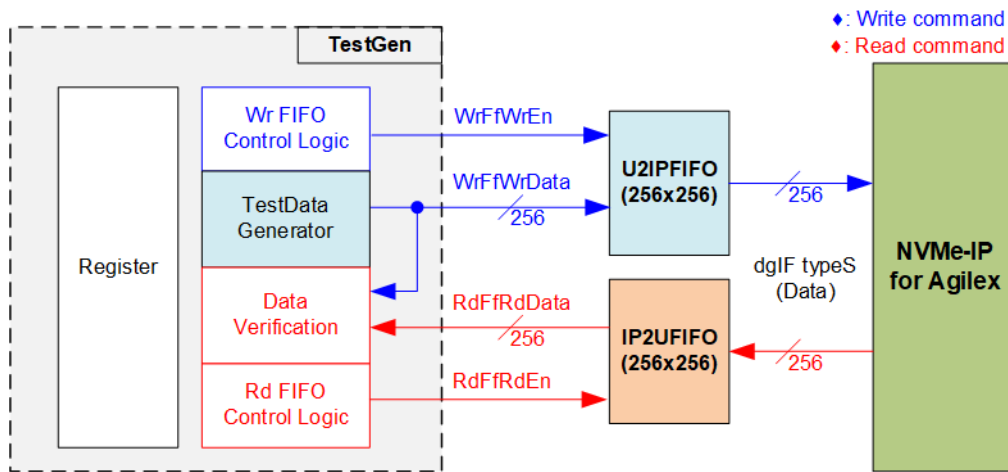 ♦: Write command
♦: Read command
TestGen
Register
Wr FIFO
Control Logic
TestData
Generator
Data
Verification
Rd FIFO
Control Logic
WrFfWrEn
WrFfWrData
256
RdFfRdData
256
RdFfRdEn
U2IPFIFO
(256x256)
IP2UFIFO
(256x256)
256
dgIF typeS
(Data)
256
NVMe-IP
for Agilex